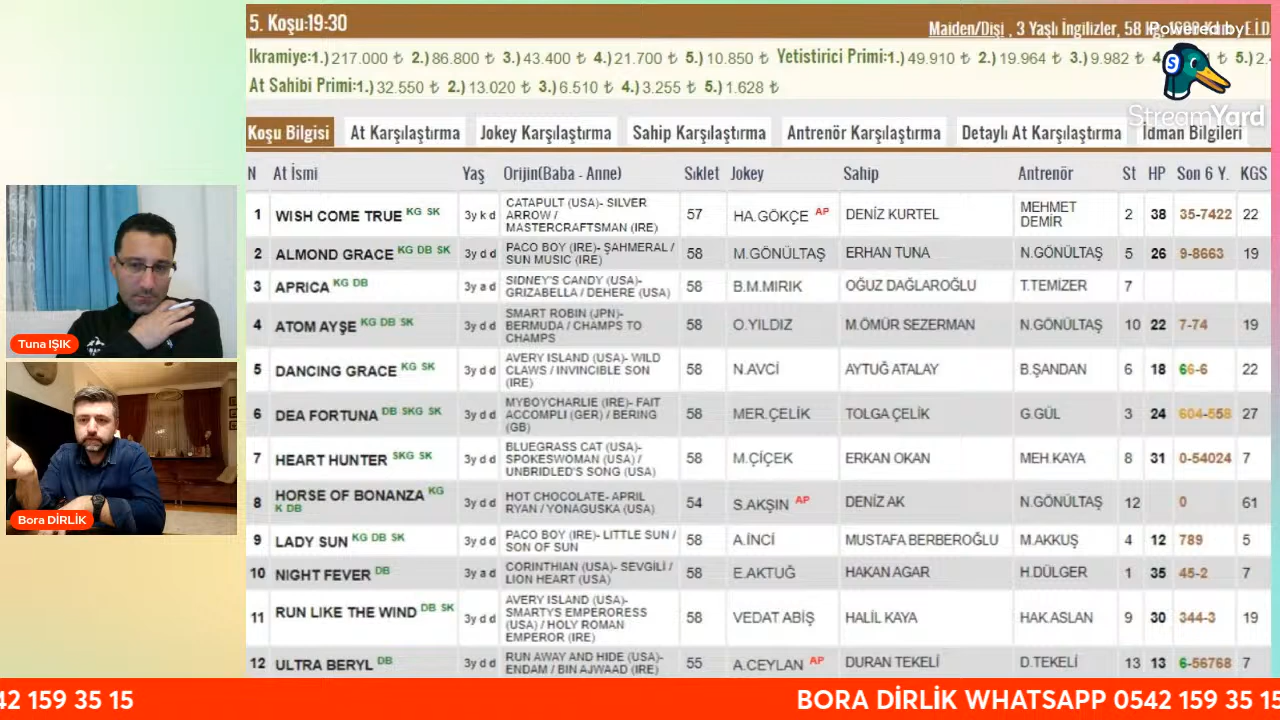 5. Koşu:19:30
Maiden/Dişi , 3 Yaşlı İngilizler, 58
Powered by
StreamYard
İkramiye:1.) 217.000 ₺ 2.) 86.800 ₺ 3.) 43.400 ₺ 4.) 21.700 ₺ 5.) 10.850 ₺ Yetistirici Primi:1.) 49.910 ₺ 2.) 19.964 ₺ 3.) 9.982 ₺
At Sahibi Primi:1.) 32.550 ₺ 2.) 13.020 ₺ 3.) 6.510 ₺ 4.) 3.255 ₺ 5.) 1.628 ₺
Koşu Bilgisi At Karşılaştırma Jokey Karşılaştırma Sahip Karşılaştırma Antrenör Karşılaştırma Detaylı At Karşılaştırma İdman Bilgileri
N At İsmi Yaş Orijin(Baba - Anne) Sıklet Jokey Sahip Antrenör St HP Son 6 Y. KGS
1 WISH COME TRUE KG SK 3y k d CATAPULT (USA)- SILVER ARROW / MASTERCRAFTSMAN (IRE) 57 HA.GÖKÇE AP DENİZ KURTEL MEHMET DEMİR 2 38 35-7422 22
2 ALMOND GRACE KG DB SK 3y d d PACO BOY (IRE)- ŞAHMERAL / SUN MUSIC (IRE) 58 M.GÖNÜLTAŞ ERHAN TUNA N.GÖNÜLTAŞ 5 26 9-8663 19
3 APRICA KG DB 3y a d SIDNEY'S CANDY (USA)- GRIZABELLA / DEHERE (USA) 58 B.M.MIRIK OĞUZ DAĞLAROĞLU T.TEMİZER 7
4 ATOM AYŞE KG DB SK 3y d d SMART ROBIN (JPN)- BERMUDA / CHAMPS TO CHAMPS 58 O.YILDIZ M.ÖMÜR SEZERMAN N.GÖNÜLTAŞ 10 22 7-74 19
5 DANCING GRACE KG SK 3y d d AVERY ISLAND (USA)- WILD CLAWS / INVINCIBLE SON (IRE) 58 N.AVCİ AYTUĞ ATALAY B.ŞANDAN 6 18 66-6 22
6 DEA FORTUNA DB SKG SK 3y d d MYBOYCHARLIE (IRE)- FAIT ACCOMPLI (GER) / BERING (GB) 58 MER.ÇELİK TOLGA ÇELİK G.GÜL 3 24 604-558 27
7 HEART HUNTER SKG SK 3y d d BLUEGRASS CAT (USA)- SPOKESWOMAN (USA) / UNBRIDLED'S SONG (USA) 58 M.ÇİÇEK ERKAN OKAN MEH.KAYA 8 31 0-54024 7
8 HORSE OF BONANZA KG K DB 3y d d HOT CHOCOLATE- APRIL RYAN / YONAGUSKA (USA) 54 S.AKŞIN AP DENİZ AK N.GÖNÜLTAŞ 12 0 61
9 LADY SUN KG DB SK 3y d d PACO BOY (IRE)- LITTLE SUN / SON OF SUN 58 A.İNCİ MUSTAFA BERBEROĞLU M.AKKUŞ 4 12 789 5
10 NIGHT FEVER DB 3y a d CORINTHIAN (USA)- SEVGİLİ / LION HEART (USA) 58 E.AKTUĞ HAKAN AGAR H.DÜLGER 1 35 45-2 7
11 RUN LIKE THE WIND DB SK 3y d d AVERY ISLAND (USA)- SMARTY'S EMPERORESS (USA) / HOLY ROMAN EMPEROR (IRE) 58 VEDAT ABİŞ HALİL KAYA HAK.ASLAN 9 30 344-3 19
12 ULTRA BERYL DB 3y d d RUN AWAY AND HIDE (USA)- ENDAM / BIN AJWAAD (IRE) 55 A.CEYLAN AP DURAN TEKELİ D.TEKELİ 13 13 6-56768 7
Tuna IŞIK
Bora DİRLİK
42 159 35 15 BORA DİRLİK WHATSAPP 0542 159 35 15